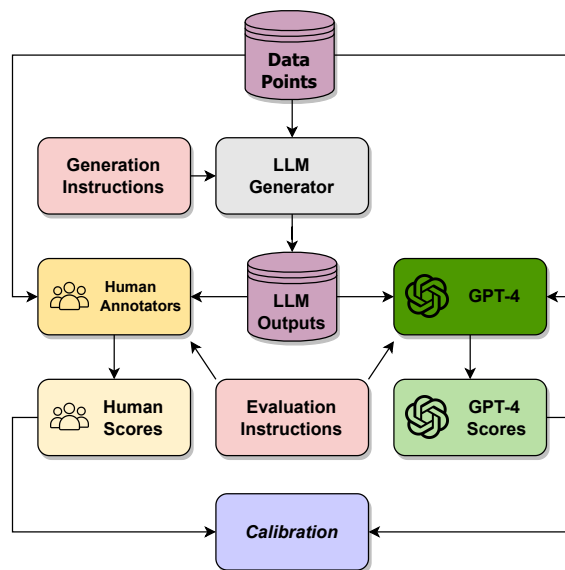 Data
Points
Generation
Instructions
LLM
Generator
Human
Annotators
LLM
Outputs
GPT-4
Human
Scores
Evaluation
Instructions
GPT-4
Scores
Calibration